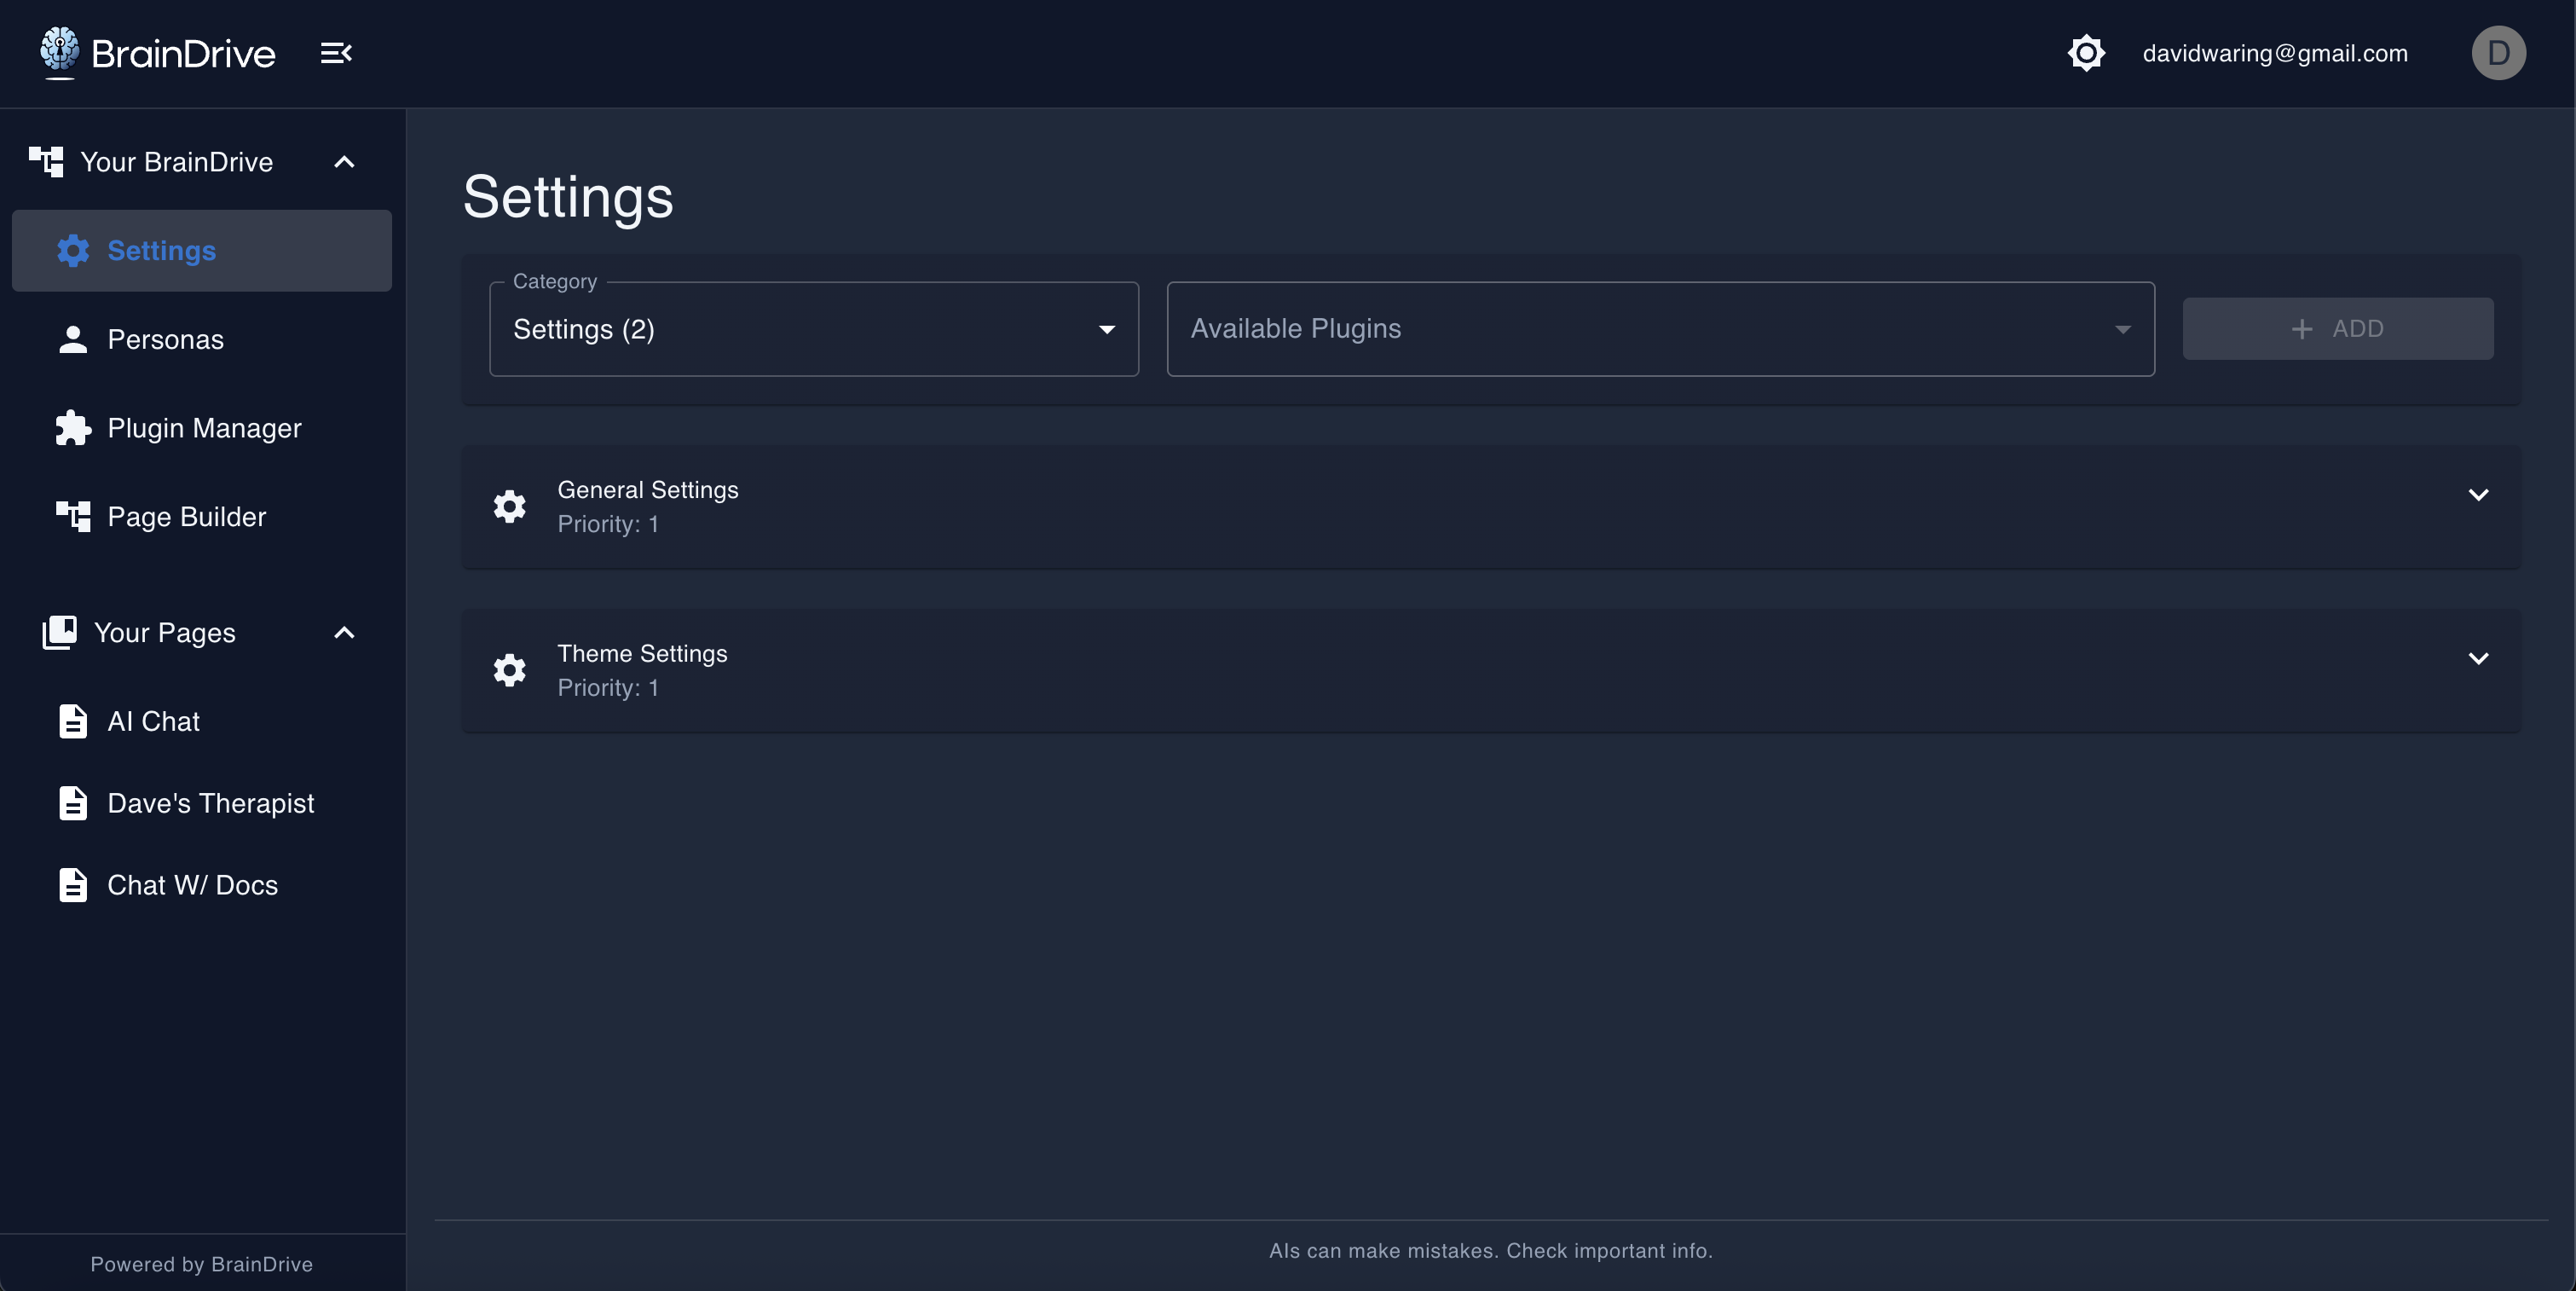 BrainDrive
davidwaring@gmail.com
D
Your BrainDrive
Settings
Personas
Plugin Manager
Page Builder
Your Pages
AI Chat
Dave's Therapist
Chat W/ Docs
Powered by BrainDrive
Settings
Category
Settings (2)
Available Plugins
+ ADD
General Settings
Priority: 1
Theme Settings
Priority: 1
AIs can make mistakes. Check important info.